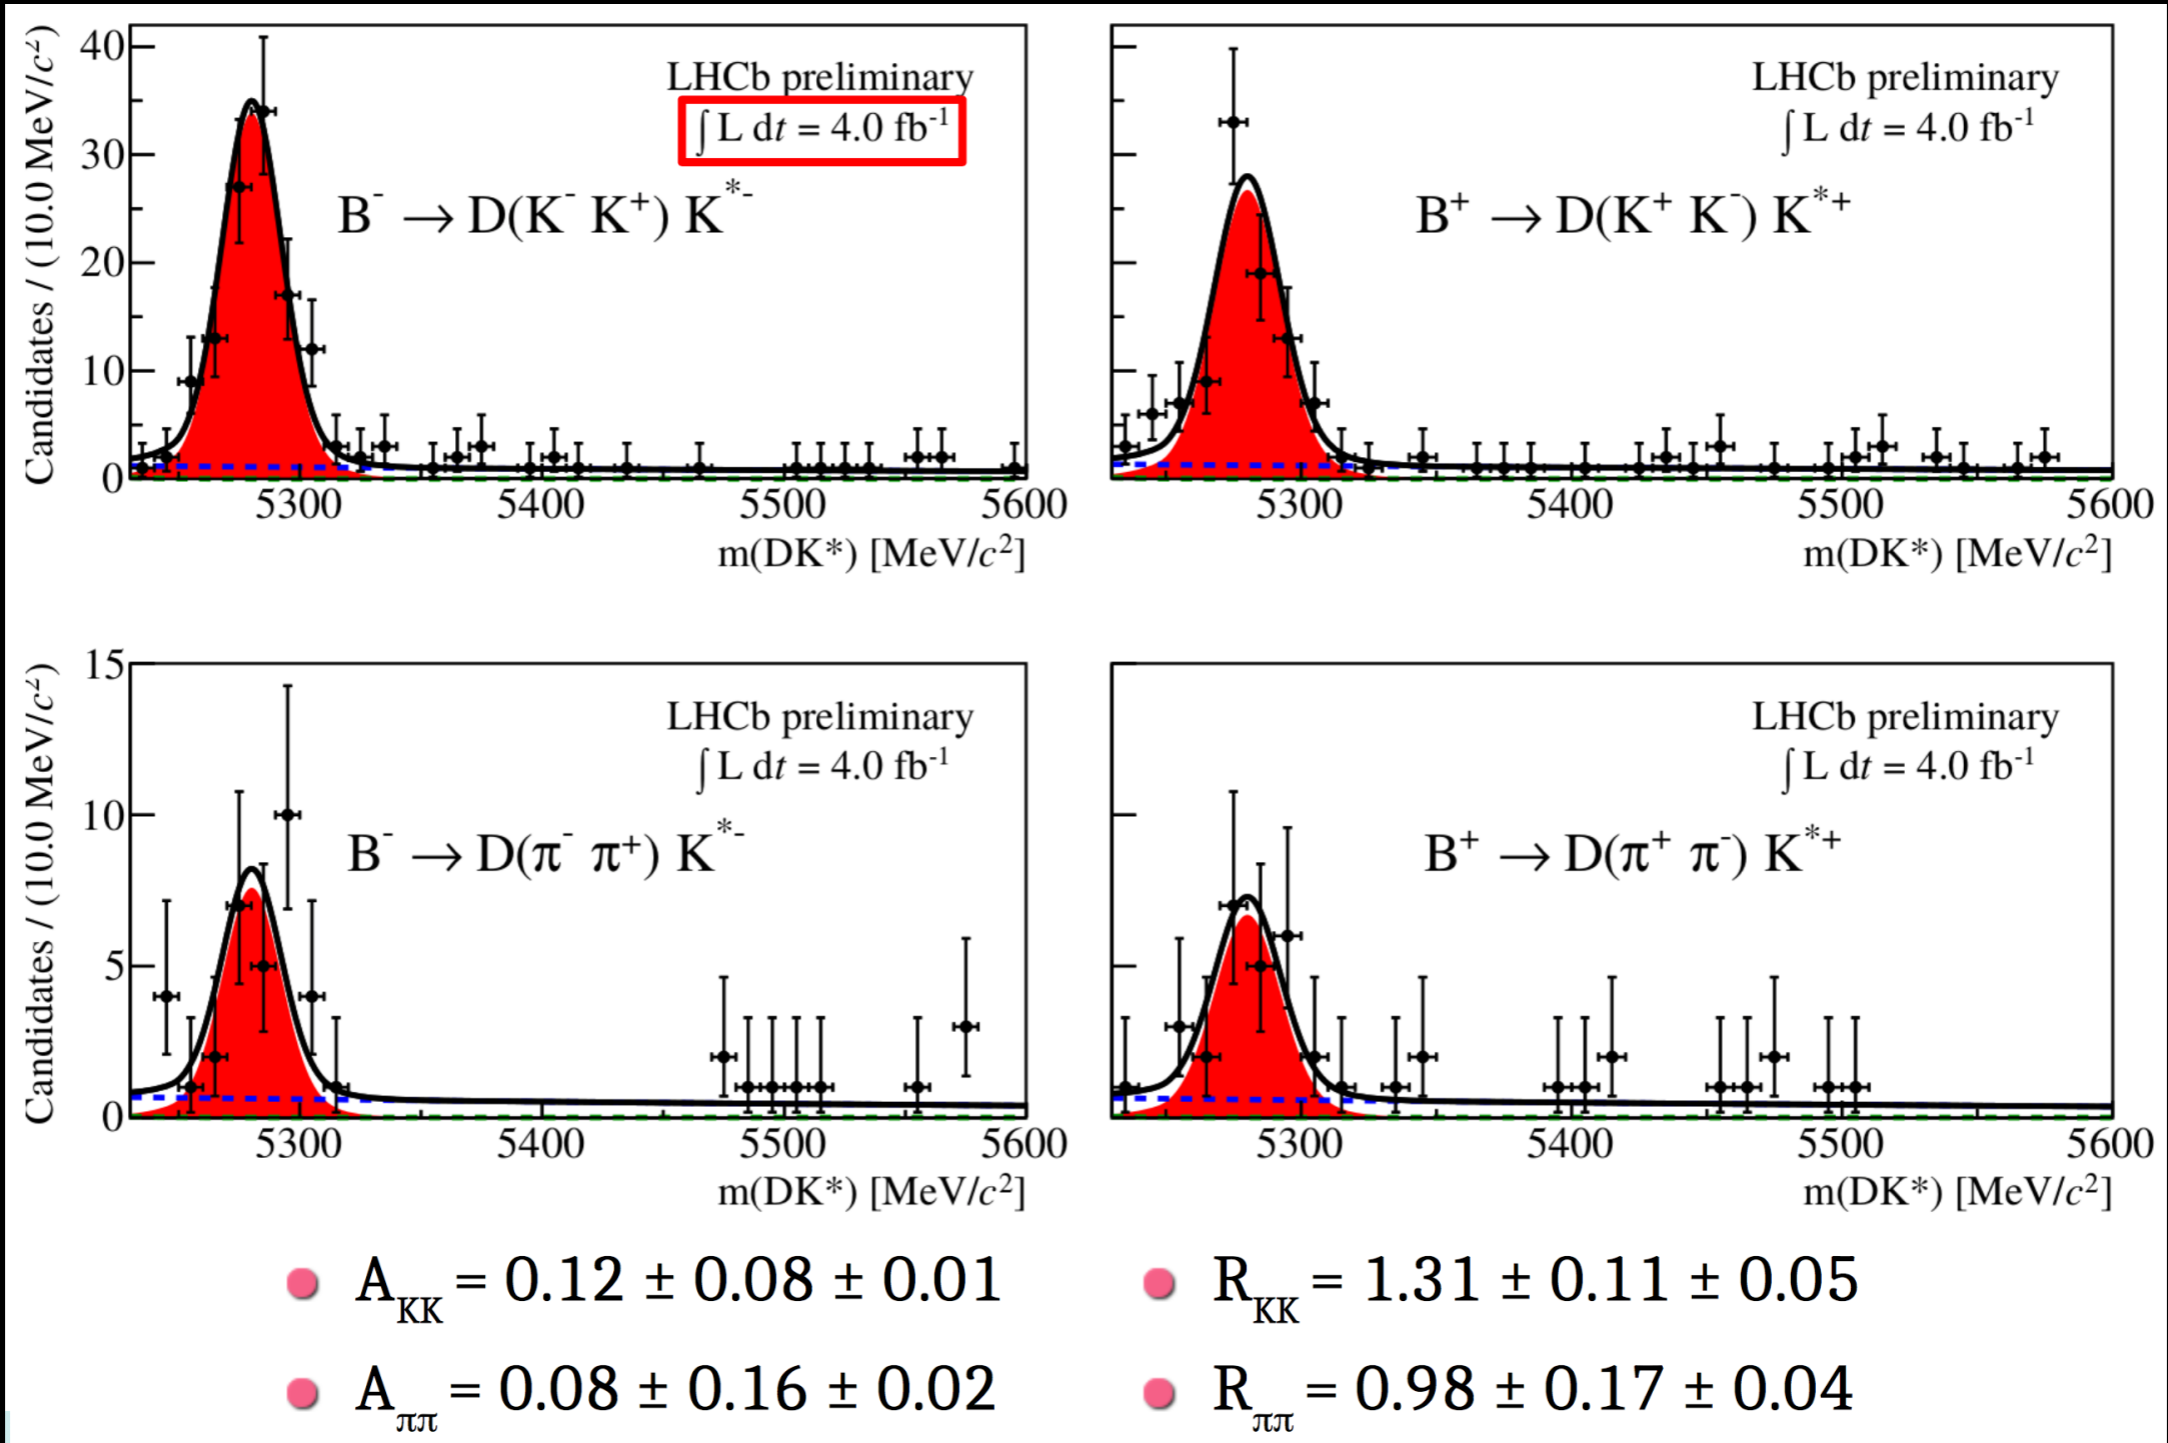 Candidates / (10.0 MeV/c²)
40
30
20
10
0
LHCb preliminary
∫ L dt = 4.0 fb⁻¹
B⁻ → D(K⁻ K⁺) K*⁻
5300 5400 5500 5600
m(DK*) [MeV/c²]
LHCb preliminary
∫ L dt = 4.0 fb⁻¹
B⁺ → D(K⁺ K⁻) K*⁺
5300 5400 5500 5600
m(DK*) [MeV/c²]
Candidates / (10.0 MeV/c²)
15
10
5
0
LHCb preliminary
∫ L dt = 4.0 fb⁻¹
B⁻ → D(π⁻ π⁺) K*⁻
5300 5400 5500 5600
m(DK*) [MeV/c²]
LHCb preliminary
∫ L dt = 4.0 fb⁻¹
B⁺ → D(π⁺ π⁻) K*⁺
5300 5400 5500 5600
m(DK*) [MeV/c²]
A_KK = 0.12 ± 0.08 ± 0.01
R_KK = 1.31 ± 0.11 ± 0.05
A_ππ = 0.08 ± 0.16 ± 0.02
R_ππ = 0.98 ± 0.17 ± 0.04